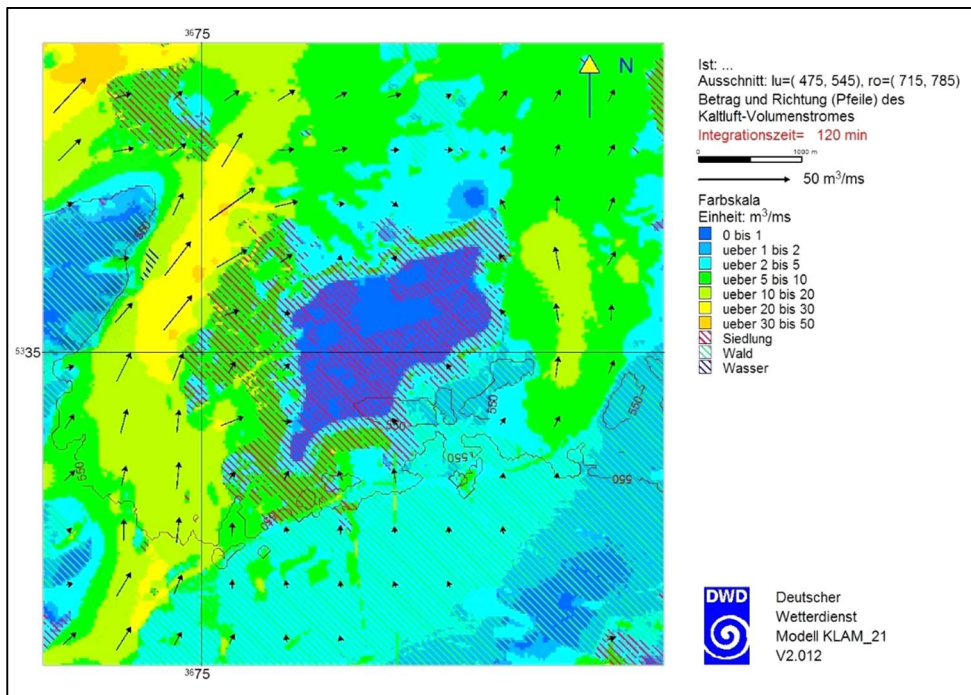 3675
N
550
5335
550
550
550
550
550
550
550
3675
Ist: ...
Ausschnitt: lu=( 475, 545), ro=( 715, 785)
Betrag und Richtung (Pfeile) des
Kaltluft-Volumenstromes
Integrationszeit= 120 min
0 1000 m
50 m³/ms
Farbskala
Einheit: m³/ms
0 bis 1
ueber 1 bis 2
ueber 2 bis 5
ueber 5 bis 10
ueber 10 bis 20
ueber 20 bis 30
ueber 30 bis 50
Siedlung
Wald
Wasser
DWD
Deutscher
Wetterdienst
Modell KLAM_21
V2.012